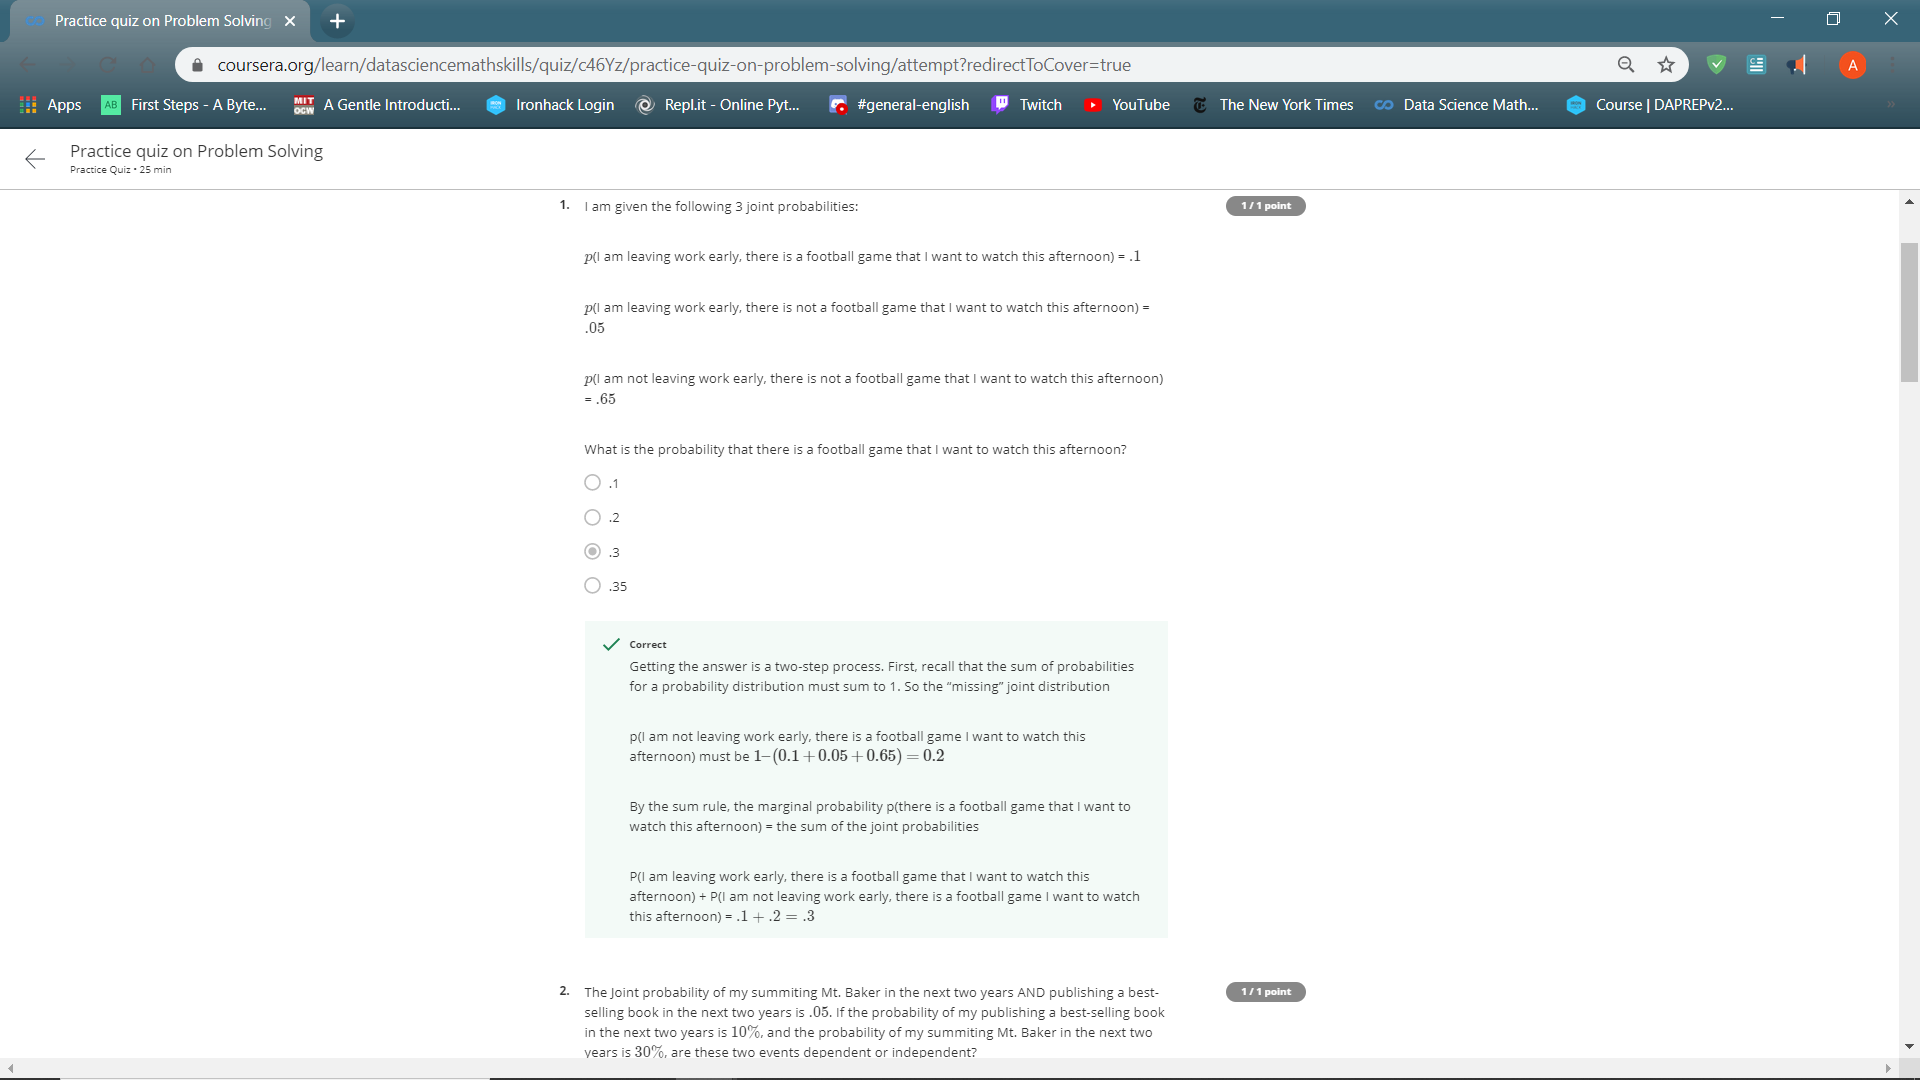 Practice quiz on Problem Solving
coursera.org/learn/datasciencemathskills/quiz/c46Yz/practice-quiz-on-problem-solving/attempt?redirectToCover=true
A
Apps
AB First Steps - A Byte...
MIT OCW A Gentle Introducti...
Ironhack Login
Repl.it - Online Pyt...
#general-english
Twitch
YouTube
The New York Times
Data Science Math...
Course | DAPREPv2...
Practice quiz on Problem Solving
Practice Quiz • 25 min
1. I am given the following 3 joint probabilities:
1 / 1 point
p(I am leaving work early, there is a football game that I want to watch this afternoon) = .1
p(I am leaving work early, there is not a football game that I want to watch this afternoon) =
.05
p(I am not leaving work early, there is not a football game that I want to watch this afternoon)
= .65
What is the probability that there is a football game that I want to watch this afternoon?
.1
.2
.3
.35
Correct
Getting the answer is a two-step process. First, recall that the sum of probabilities
for a probability distribution must sum to 1. So the “missing” joint distribution
p(I am not leaving work early, there is a football game I want to watch this
afternoon) must be 1–(0.1 + 0.05 + 0.65) = 0.2
By the sum rule, the marginal probability p(there is a football game that I want to
watch this afternoon) = the sum of the joint probabilities
P(I am leaving work early, there is a football game that I want to watch this
afternoon) + P(I am not leaving work early, there is a football game I want to watch
this afternoon) = .1 + .2 = .3
2. The Joint probability of my summiting Mt. Baker in the next two years AND publishing a best-
1 / 1 point
selling book in the next two years is .05. If the probability of my publishing a best-selling book
in the next two years is 10%, and the probability of my summiting Mt. Baker in the next two
years is 30%, are these two events dependent or independent?